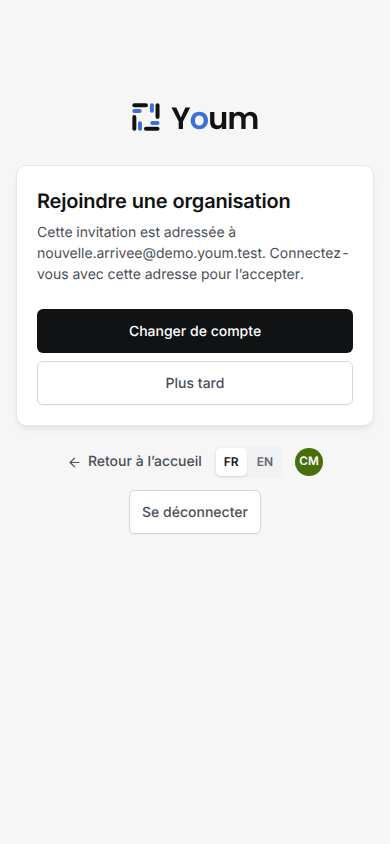 Youm
Rejoindre une organisation
Cette invitation est adressée à
nouvelle.arrivee@demo.youm.test. Connectez-
vous avec cette adresse pour l’accepter.
Changer de compte
Plus tard
← Retour à l’accueil FR EN CM
Se déconnecter